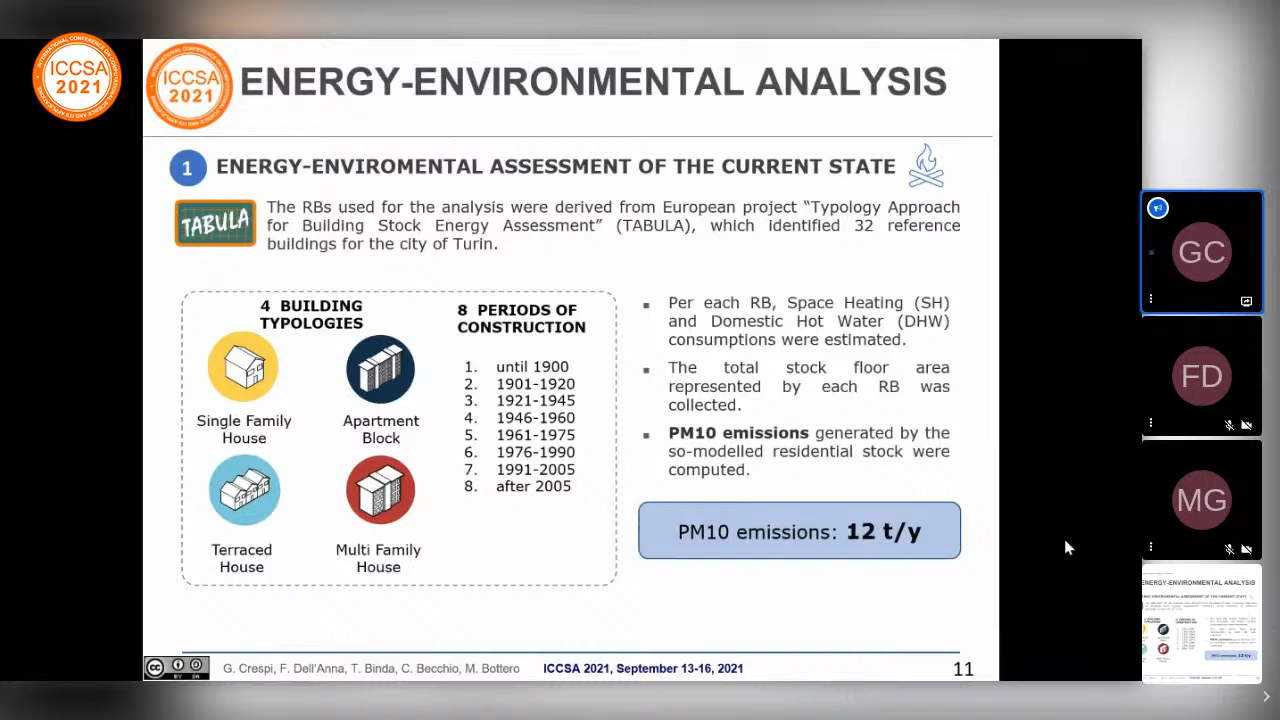 ICCSA
2021
ICCSA
2021
ENERGY-ENVIRONMENTAL ANALYSIS
1
ENERGY-ENVIROMENTAL ASSESSMENT OF THE CURRENT STATE
TABULA
The RBs used for the analysis were derived from European project “Typology Approach
for Building Stock Energy Assessment” (TABULA), which identified 32 reference
buildings for the city of Turin.
4 BUILDING
TYPOLOGIES
Single Family
House
Apartment
Block
Terraced
House
Multi Family
House
8 PERIODS OF
CONSTRUCTION
1. until 1900
2. 1901-1920
3. 1921-1945
4. 1946-1960
5. 1961-1975
6. 1976-1990
7. 1991-2005
8. after 2005
▪ Per each RB, Space Heating (SH)
and Domestic Hot Water (DHW)
consumptions were estimated.
▪ The total stock floor area
represented by each RB was
collected.
▪ PM10 emissions generated by the
so-modelled residential stock were
computed.
PM10 emissions: 12 t/y
G. Crespi, F. Dell’Anna, T. Binda, C. Becchio, M. Bottero
ICCSA 2021, September 13-16, 2021
11
GC
FD
MG
ENERGY-ENVIRONMENTAL ANALYSIS
PM10 emissions: 12 t/y